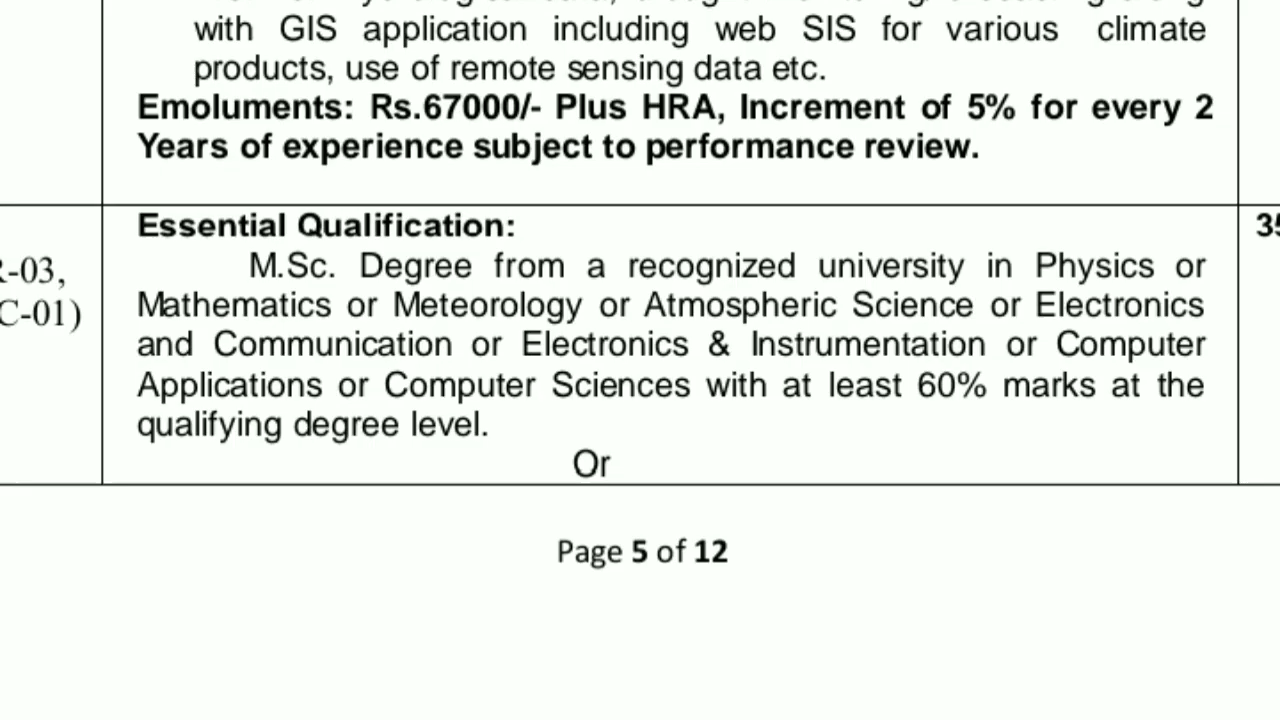 with GIS application including web SIS for various climate
products, use of remote sensing data etc.
Emoluments: Rs.67000/- Plus HRA, Increment of 5% for every 2
Years of experience subject to performance review.
Essential Qualification:
35
-03,
M.Sc. Degree from a recognized university in Physics or
C-01)
Mathematics or Meteorology or Atmospheric Science or Electronics
and Communication or Electronics & Instrumentation or Computer
Applications or Computer Sciences with at least 60% marks at the
qualifying degree level.
Or
Page 5 of 12